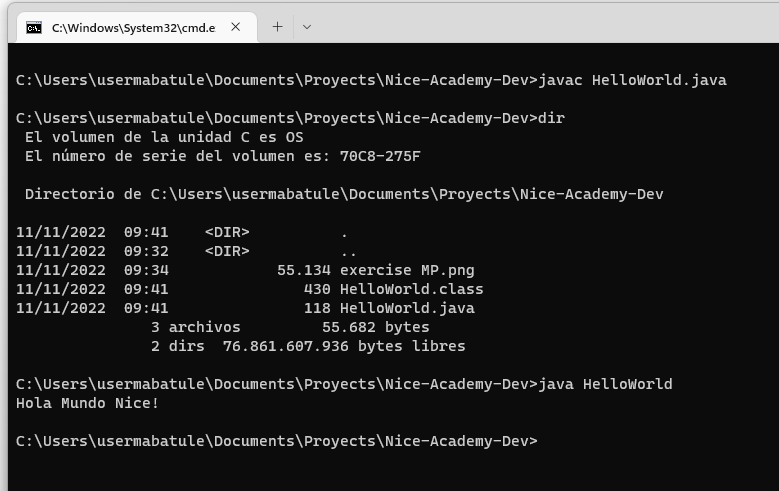 C:\Windows\System32\cmd.e
C:\Users\usermabatule\Documents\Proyects\Nice-Academy-Dev>javac HelloWorld.java
C:\Users\usermabatule\Documents\Proyects\Nice-Academy-Dev>dir
El volumen de la unidad C es OS
El número de serie del volumen es: 70C8-275F
Directorio de C:\Users\usermabatule\Documents\Proyects\Nice-Academy-Dev
11/11/2022  09:41    <DIR>          .
11/11/2022  09:32    <DIR>          ..
11/11/2022  09:34            55.134 exercise MP.png
11/11/2022  09:41               430 HelloWorld.class
11/11/2022  09:41               118 HelloWorld.java
3 archivos         55.682 bytes
2 dirs  76.861.607.936 bytes libres
C:\Users\usermabatule\Documents\Proyects\Nice-Academy-Dev>java HelloWorld
Hola Mundo Nice!
C:\Users\usermabatule\Documents\Proyects\Nice-Academy-Dev>